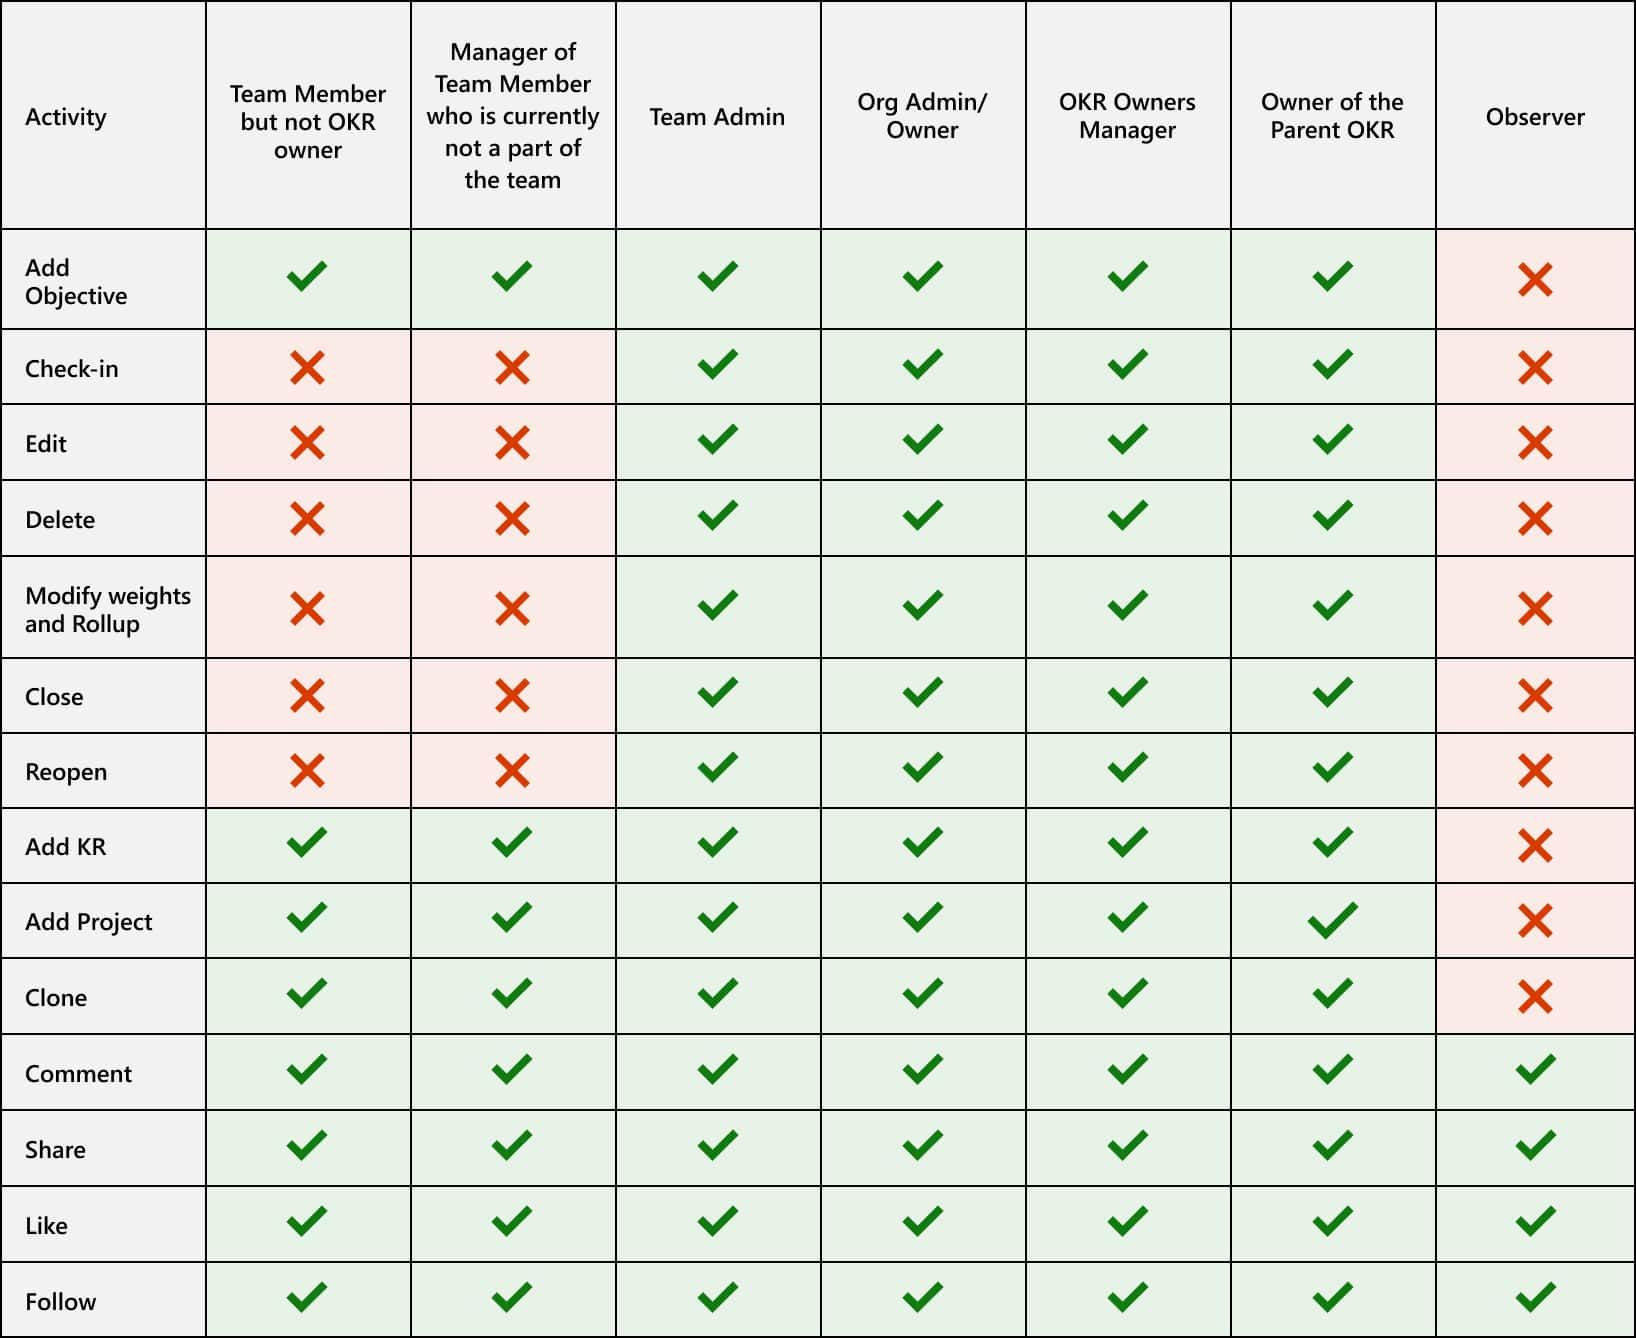 Activity
Team Member
but not OKR
owner
Manager of
Team Member
who is currently
not a part of
the team
Team Admin
Org Admin/
Owner
OKR Owners
Manager
Owner of the
Parent OKR
Observer
Add
Objective
Check-in
Edit
Delete
Modify weights
and Rollup
Close
Reopen
Add KR
Add Project
Clone
Comment
Share
Like
Follow